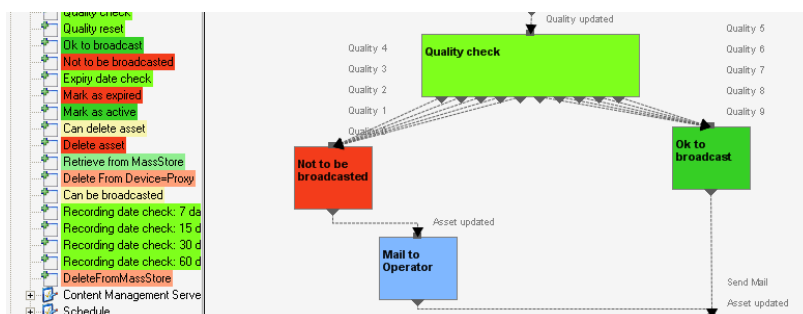 Quality check
Quality reset
Ok to broadcast
Not to be broadcasted
Expiry date check
Mark as expired
Mark as active
Can delete asset
Delete asset
Retrieve from MassStore
Delete From Device=Proxy
Can be broadcasted
Recording date check: 7 da
Recording date check: 15 d
Recording date check: 30 d
Recording date check: 60 d
DeleteFromMassStore
Content Management Serve
Schedule
Quality updated
Quality 4
Quality 3
Quality 2
Quality 1
Quality check
Quality 5
Quality 6
Quality 7
Quality 8
Quality 9
Not to be
broadcasted
Ok to
broadcast
Asset updated
Mail to
Operator
Send Mail
Asset updated